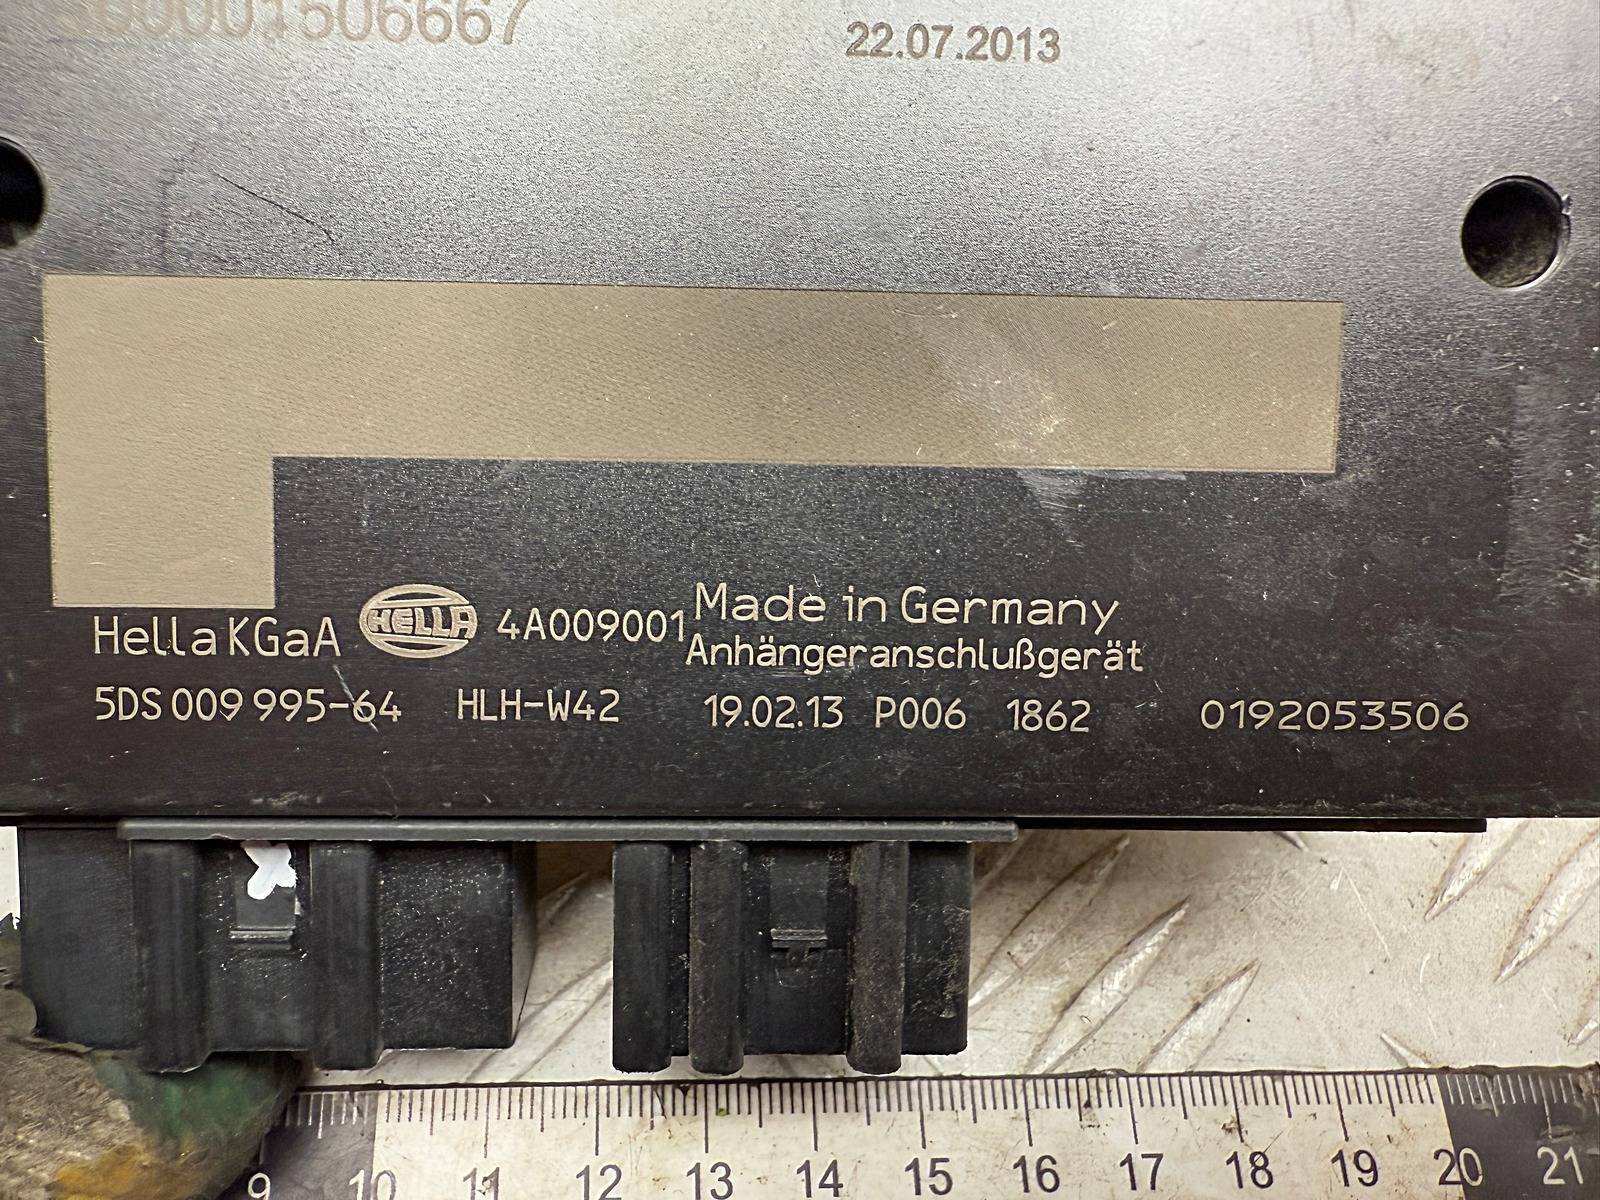 22.07.2013
Hella KGaA HELLA 4A009001 Made in Germany
Anhängeranschlußgerät
5DS 009 995-64 HLH-W42 19.02.13 P006 1862 0192053506
9 10 11 12 13 14 15 16 17 18 19 20 21